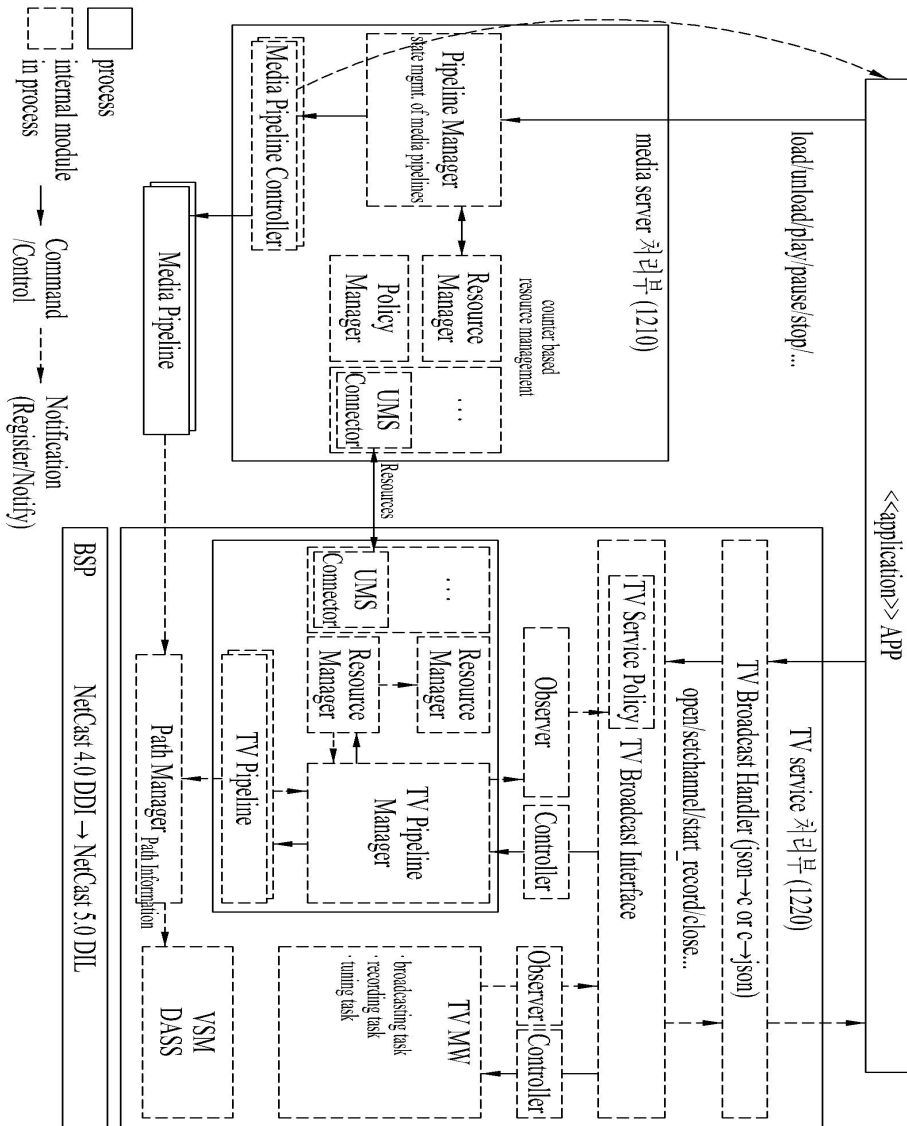 <<application>> APP
load/unload/play/pause/stop/...
media server 처리부 (1210)
Pipeline Manager
state mgmt. of media pipelines
Resource
Manager
counter based
resource management
Policy
Manager
UMS
Connector
...
Media Pipeline Controller
Media Pipeline
Resources
TV service 처리부 (1220)
TV Broadcast Handler (json→c or c→json)
open/setchannel/start_record/close...
TV Service Policy
TV Broadcast Interface
Observer
Controller
Observer
Controller
...
UMS
Connector
Resource
Manager
Resource
Manager
TV Pipeline
Manager
TV Pipeline
TV MW
· broadcasting task
· recording task
· tuning task
Path Manager
Path Information
VSM
DASS
BSP
NetCast 4.0 DDI → NetCast 5.0 DIL
process
internal module
in process
Command
/Control
Notification
(Register/Notify)